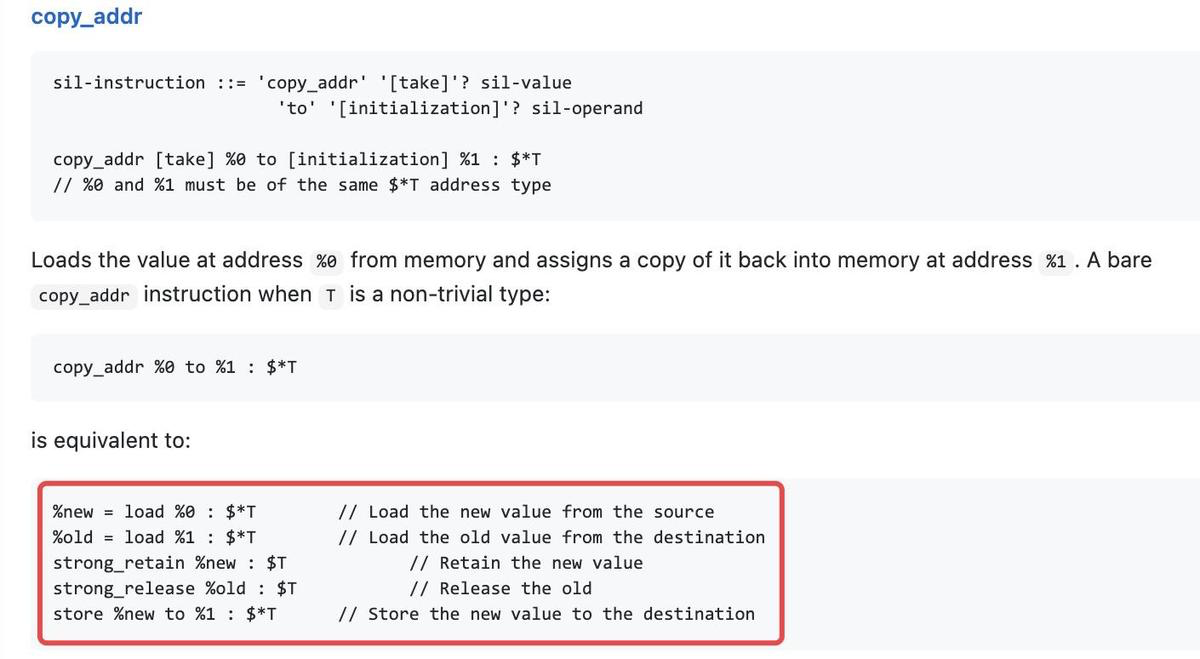 copy_addr
sil-instruction ::= 'copy_addr' '[take]'? sil-value
'to' '[initialization]'? sil-operand
copy_addr [take] %0 to [initialization] %1 : $*T
// %0 and %1 must be of the same $*T address type
Loads the value at address %0 from memory and assigns a copy of it back into memory at address %1 . A bare
copy_addr instruction when T is a non-trivial type:
copy_addr %0 to %1 : $*T
is equivalent to:
%new = load %0 : $*T // Load the new value from the source
%old = load %1 : $*T // Load the old value from the destination
strong_retain %new : $T // Retain the new value
strong_release %old : $T // Release the old
store %new to %1 : $*T // Store the new value to the destination